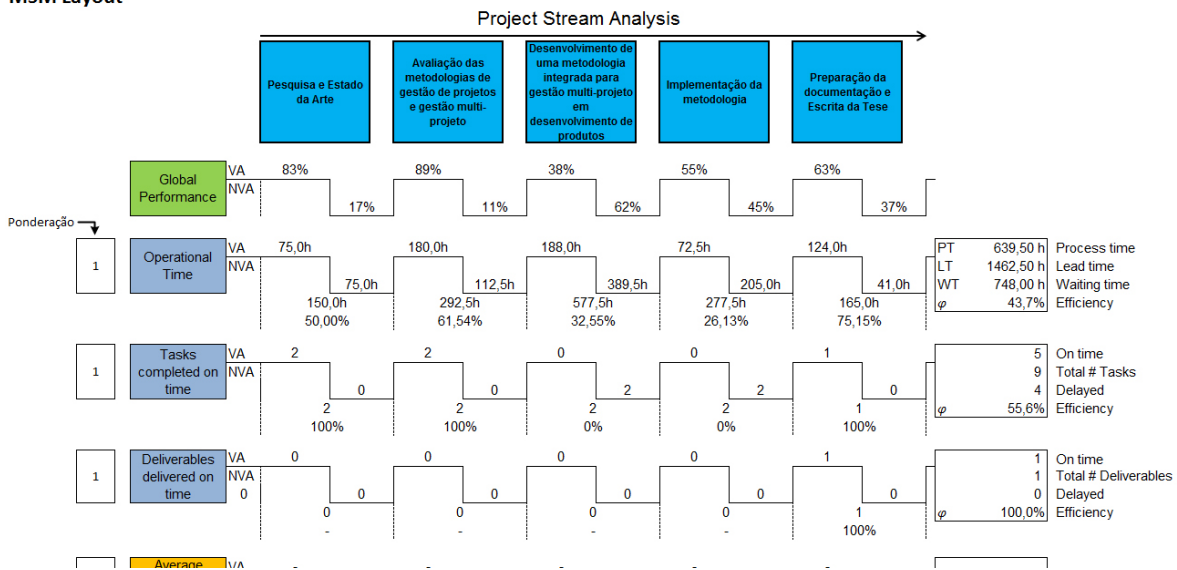 MSM Layout
Project Stream Analysis
Pesquisa e Estado
da Arte
Avaliação das
metodologias de
gestão de projetos
e gestão multi-
projeto
Desenvolvimento de
uma metodologia
integrada para
gestão multi-projeto
em
desenvolvimento de
produtos
Implementação da
metodologia
Preparação da
documentação e
Escrita da Tese
Global
Performance
VA
NVA
83%
17%
89%
11%
38%
62%
55%
45%
63%
37%
Ponderação
1
Operational
Time
VA
NVA
75,0h
75,0h
150,0h
50,00%
180,0h
112,5h
292,5h
61,54%
188,0h
389,5h
577,5h
32,55%
72,5h
205,0h
277,5h
26,13%
124,0h
41,0h
165,0h
75,15%
PT 639,50 h Process time
LT 1462,50 h Lead time
WT 748,00 h Waiting time
φ 43,7% Efficiency
1
Tasks
completed on
time
VA
NVA
2
0
2
100%
2
0
2
100%
0
2
2
0%
0
2
2
0%
1
0
1
100%
5 On time
9 Total # Tasks
4 Delayed
φ 55,6% Efficiency
1
Deliverables
delivered on
time
VA
NVA
0
0
0
0
-
0
0
0
-
0
0
0
-
0
0
0
-
1
0
1
100%
1 On time
1 Total # Deliverables
0 Delayed
φ 100,0% Efficiency
Average
VA